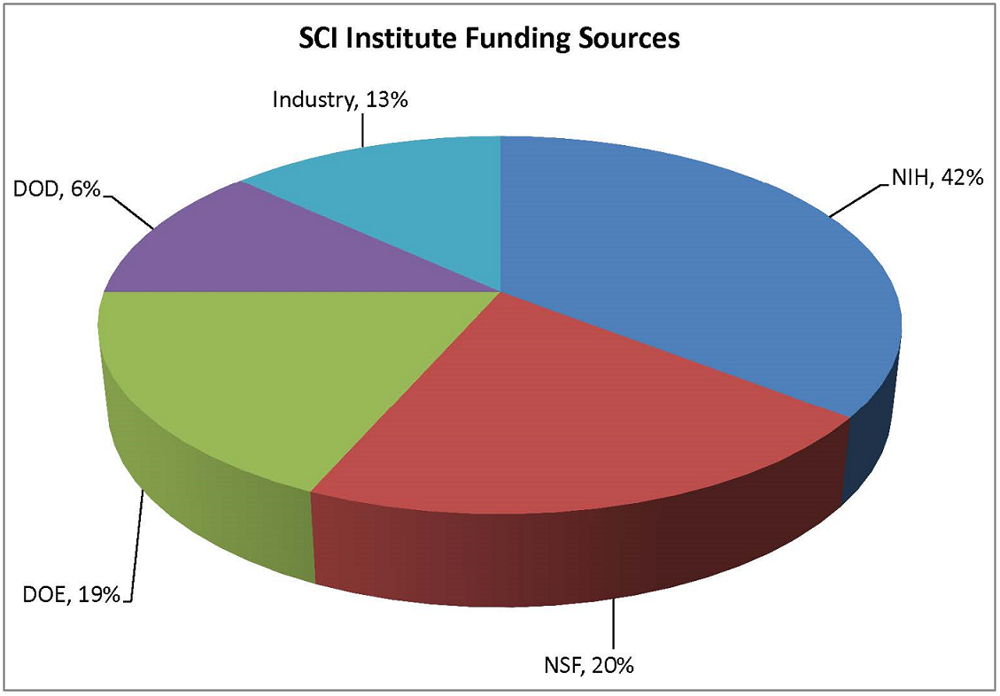 SCI Institute Funding Sources
Industry, 13%
NIH, 42%
DOD, 6%
DOE, 19%
NSF, 20%